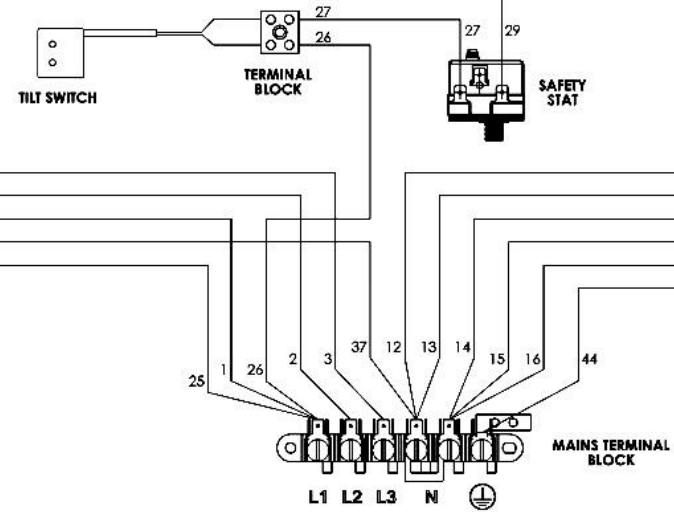 27
26
27
29
TILT SWITCH
TERMINAL
BLOCK
SAFETY
STAT
25
1
26
2
3
37
12
13
14
15
16
44
MAINS TERMINAL
BLOCK
L1 L2 L3 N